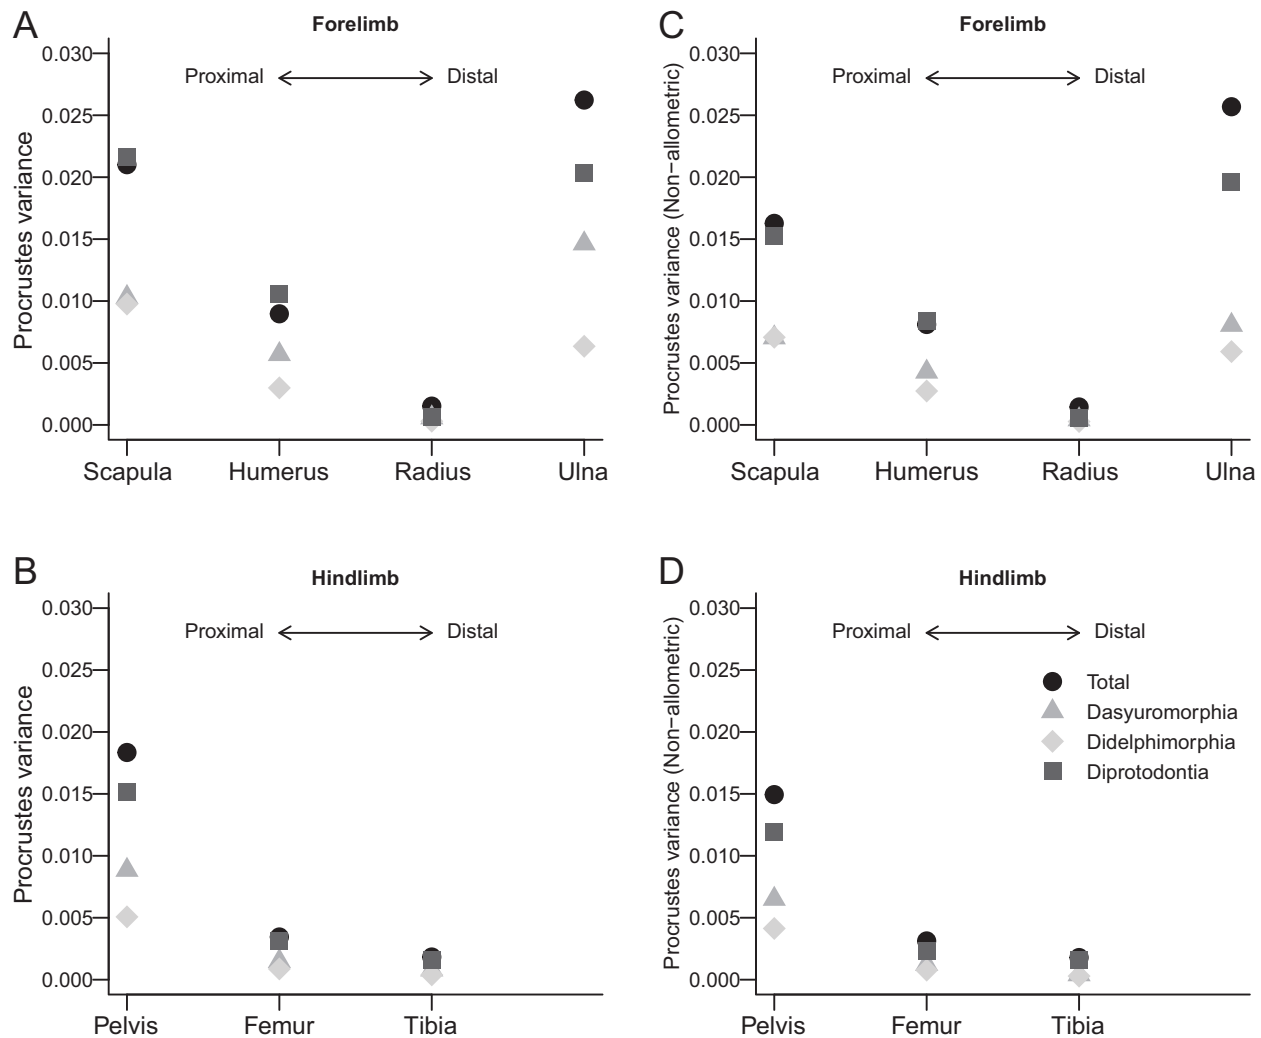 A
Forelimb
Proximal
Distal
Procrustes variance
0.030
0.025
0.020
0.015
0.010
0.005
0.000
Scapula
Humerus
Radius
Ulna
C
Forelimb
Proximal
Distal
Procrustes variance (Non−allometric)
0.030
0.025
0.020
0.015
0.010
0.005
0.000
Scapula
Humerus
Radius
Ulna
B
Hindlimb
Proximal
Distal
Procrustes variance
0.030
0.025
0.020
0.015
0.010
0.005
0.000
Pelvis
Femur
Tibia
D
Hindlimb
Proximal
Distal
Procrustes variance (Non−allometric)
0.030
0.025
0.020
0.015
0.010
0.005
0.000
Total
Dasyuromorphia
Didelphimorphia
Diprotodontia
Pelvis
Femur
Tibia